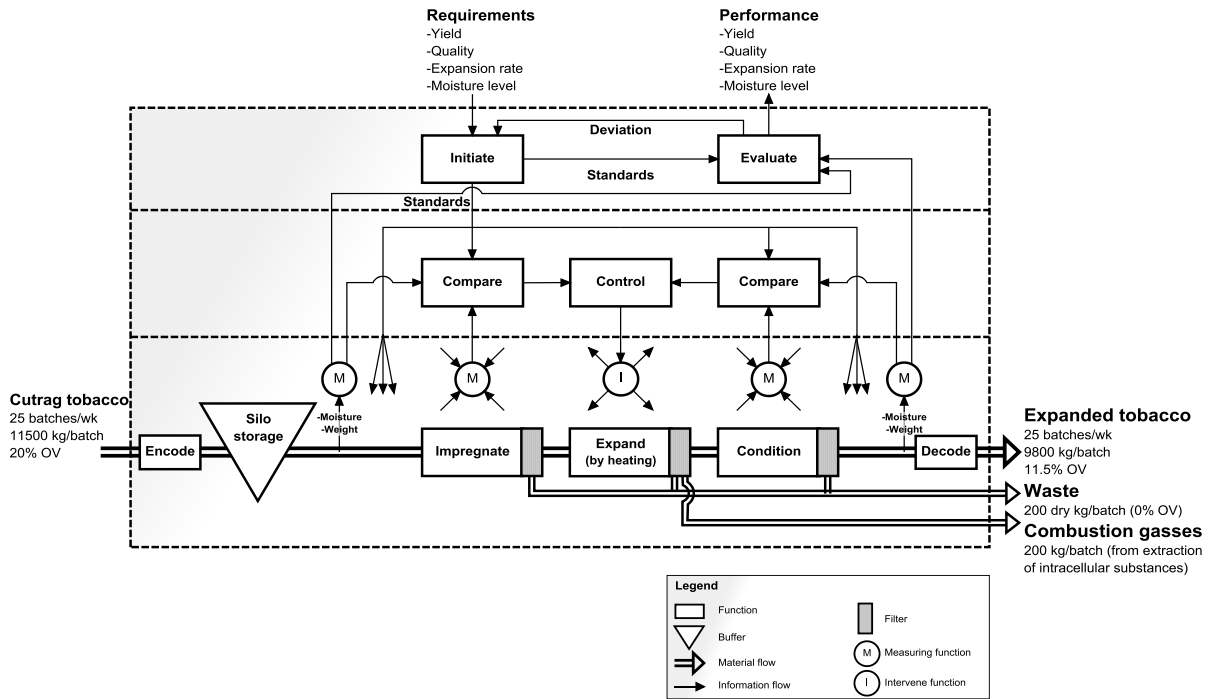 Requirements
-Yield
-Quality
-Expansion rate
-Moisture level
Performance
-Yield
-Quality
-Expansion rate
-Moisture level
Deviation
Initiate
Evaluate
Standards
Standards
Compare
Control
Compare
M
M
I
M
M
Cutrag tobacco
25 batches/wk
11500 kg/batch
20% OV
Silo
storage
-Moisture
-Weight
-Moisture
-Weight
Encode
Impregnate
Expand
(by heating)
Condition
Decode
Expanded tobacco
25 batches/wk
9800 kg/batch
11.5% OV
Waste
200 dry kg/batch (0% OV)
Combustion gasses
200 kg/batch (from extraction
of intracellular substances)
Legend
Function
Buffer
Material flow
Information flow
Filter
M
Measuring function
I
Intervene function